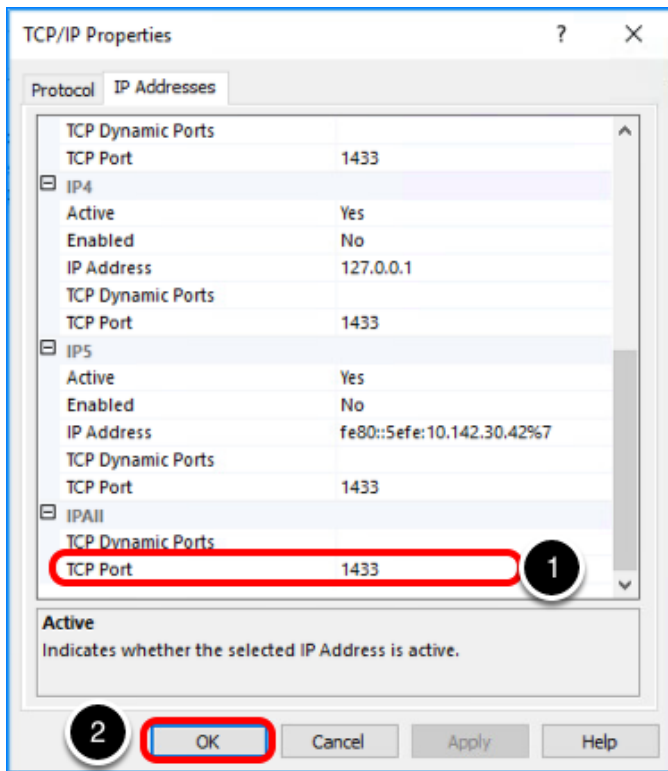 TCP/IP Properties ?
Protocol IP Addresses
TCP Dynamic Ports
TCP Port 1433
IP4
Active Yes
Enabled No
IP Address 127.0.0.1
TCP Dynamic Ports
TCP Port 1433
IP5
Active Yes
Enabled No
IP Address fe80::5efe:10.142.30.42%7
TCP Dynamic Ports
TCP Port 1433
IPAll
TCP Dynamic Ports
TCP Port 1433 1
Active
Indicates whether the selected IP Address is active.
2 OK Cancel Apply Help